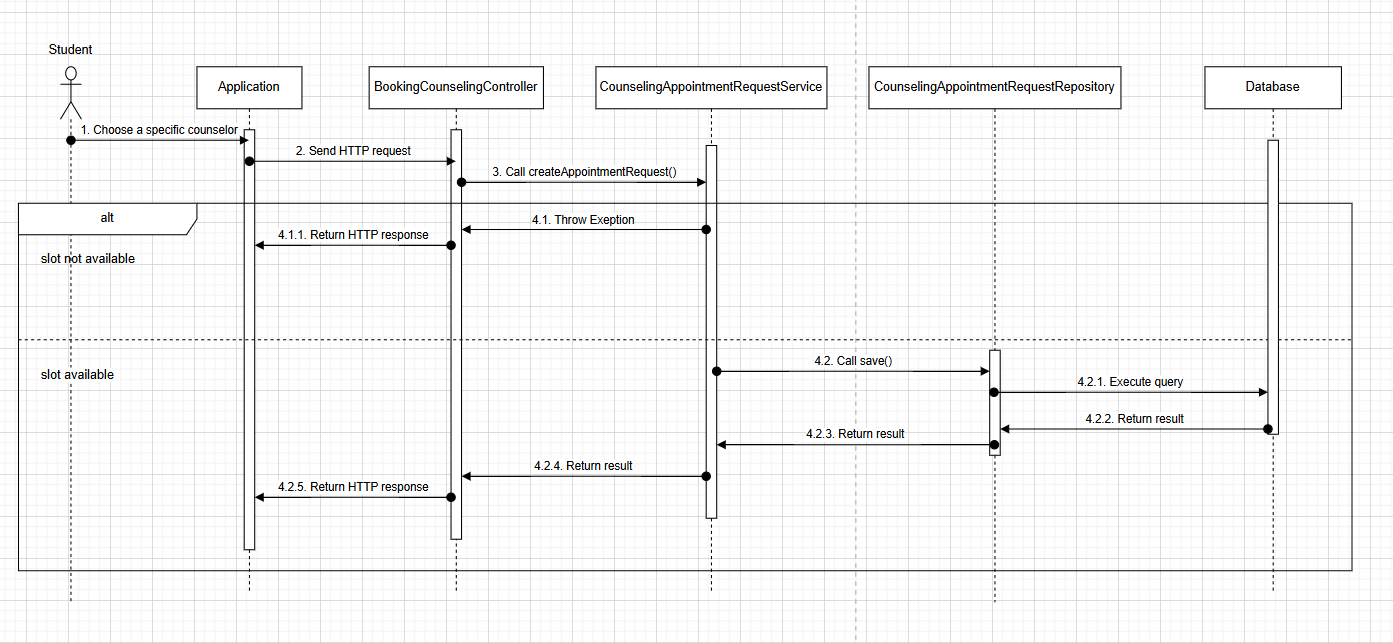 Student
Application
BookingCounselingController
CounselingAppointmentRequestService
CounselingAppointmentRequestRepository
Database
1. Choose a specific counselor
2. Send HTTP request
3. Call createAppointmentRequest()
alt
4.1. Throw Exeption
4.1.1. Return HTTP response
slot not available
4.2. Call save()
slot available
4.2.1. Execute query
4.2.2. Return result
4.2.3. Return result
4.2.4. Return result
4.2.5. Return HTTP response